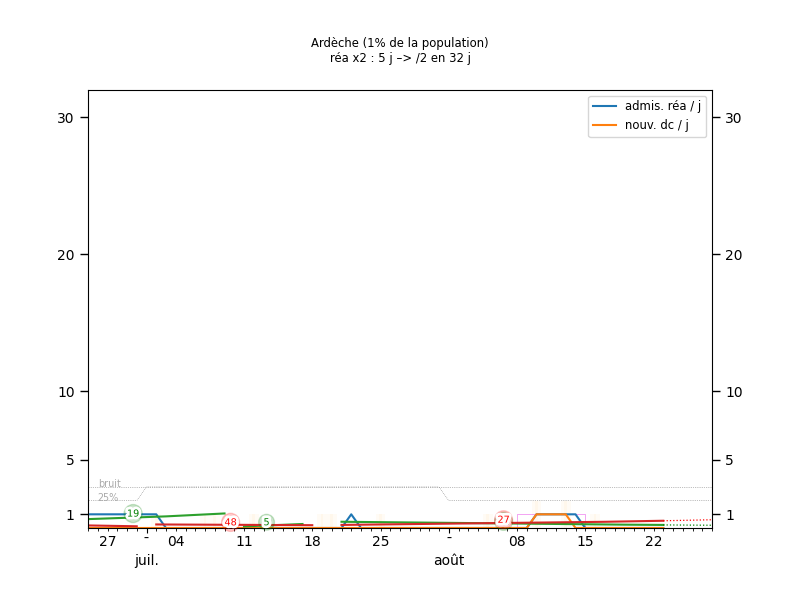 Ardèche (1% de la population)
réa x2 : 5 j –> /2 en 32 j
admis. réa / j
nouv. dc / j
30 30
20 20
10 10
5 5
bruit
25%
1 1
19 48 5 27
27 - 04 11 18 25 - 08 15 22
juil. août